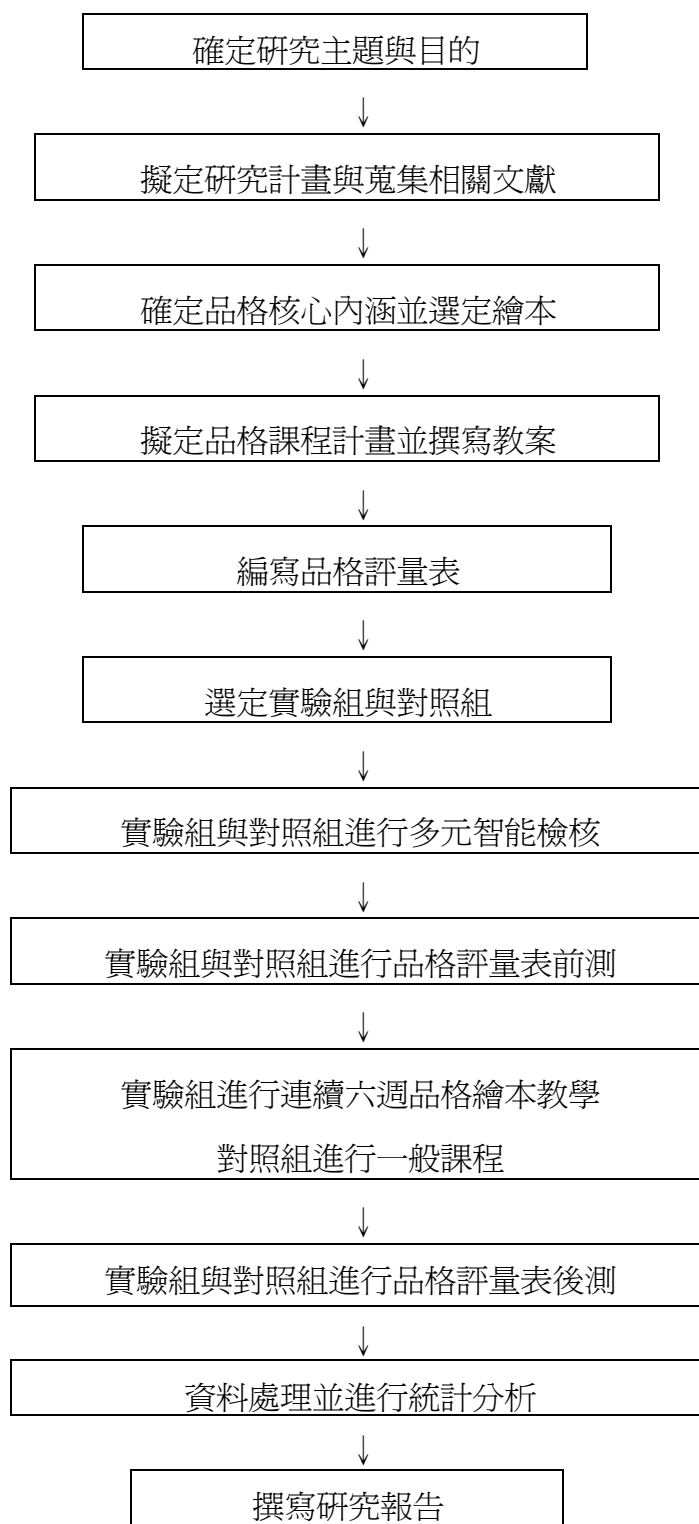 確定研究主題與目的
↓
擬定研究計畫與蒐集相關文獻
↓
確定品格核心內涵並選定繪本
↓
擬定品格課程計畫並撰寫教案
↓
編寫品格評量表
↓
選定實驗組與對照組
↓
實驗組與對照組進行多元智能檢核
↓
實驗組與對照組進行品格評量表前測
↓
實驗組進行連續六週品格繪本教學
對照組進行一般課程
↓
實驗組與對照組進行品格評量表後測
↓
資料處理並進行統計分析
↓
撰寫研究報告